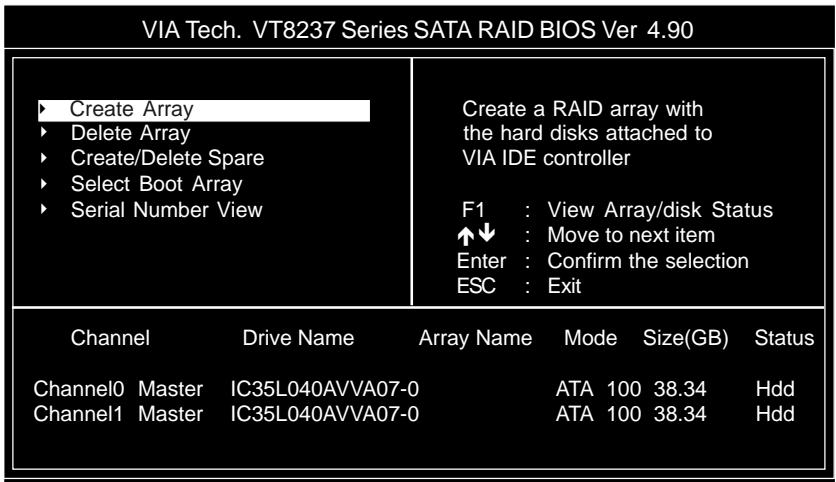 VIA Tech. VT8237 Series SATA RAID BIOS Ver 4.90
Create Array
Delete Array
Create/Delete Spare
Select Boot Array
Serial Number View
Create a RAID array with
the hard disks attached to
VIA IDE controller
F1 : View Array/disk Status
↑↓ : Move to next item
Enter : Confirm the selection
ESC : Exit
Channel Drive Name Array Name Mode Size(GB) Status
Channel0 Master IC35L040AVVA07-0 ATA 100 38.34 Hdd
Channel1 Master IC35L040AVVA07-0 ATA 100 38.34 Hdd